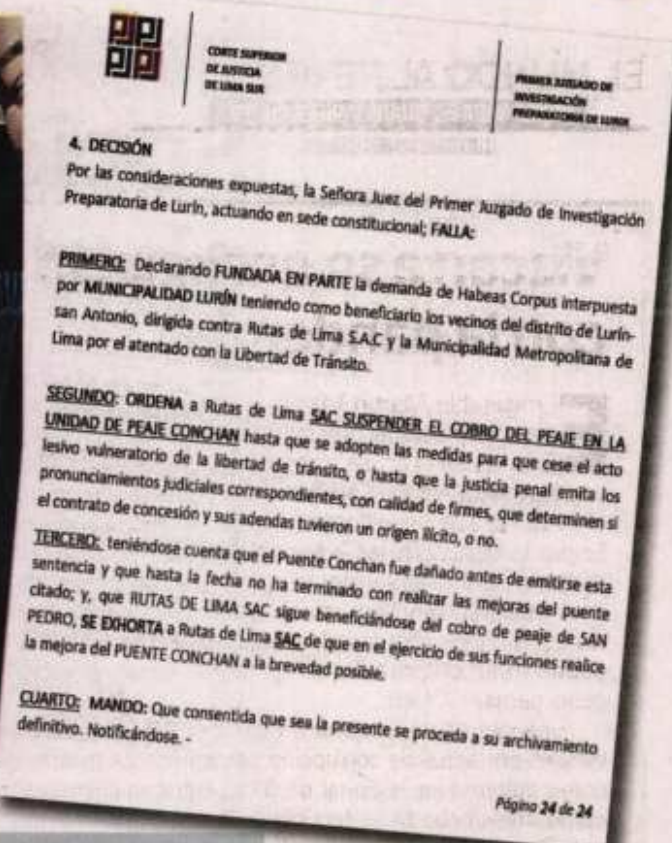 CORTE SUPERIOR
DE JUSTICIA
DE LIMA SUR
PRIMER JUZGADO DE
INVESTIGACIÓN
PREPARATORIA DE LURIN
4. DECISIÓN
Por las consideraciones expuestas, la Señora Juez del Primer Juzgado de Investigación
Preparatoria de Lurín, actuando en sede constitucional; FALLA:
PRIMERO: Declarando FUNDADA EN PARTE la demanda de Habeas Corpus interpuesta
por MUNICIPALIDAD LURÍN teniendo como beneficiario los vecinos del distrito de Lurín-
san Antonio, dirigida contra Rutas de Lima S.A.C y la Municipalidad Metropolitana de
Lima por el atentado con la Libertad de Tránsito.
SEGUNDO: ORDENA a Rutas de Lima SAC SUSPENDER EL COBRO DEL PEAJE EN LA
UNIDAD DE PEAJE CONCHAN hasta que se adopten las medidas para que cese el acto
lesivo vulneratorio de la libertad de tránsito, o hasta que la justicia penal emita los
pronunciamientos judiciales correspondientes, con calidad de firmes, que determinen si
el contrato de concesión y sus adendas tuvieron un origen ilícito, o no.
TERCERO: teniéndose cuenta que el Puente Conchan fue dañado antes de emitirse esta
sentencia y que hasta la fecha no ha terminado con realizar las mejoras del puente
citado; y, que RUTAS DE LIMA SAC sigue beneficiándose del cobro de peaje de SAN
PEDRO, SE EXHORTA a Rutas de Lima SAC de que en el ejercicio de sus funciones realice
la mejora del PUENTE CONCHAN a la brevedad posible.
CUARTO: MANDO: Que consentida que sea la presente se proceda a su archivamiento
definitivo. Notificándose. -
Página 24 de 24